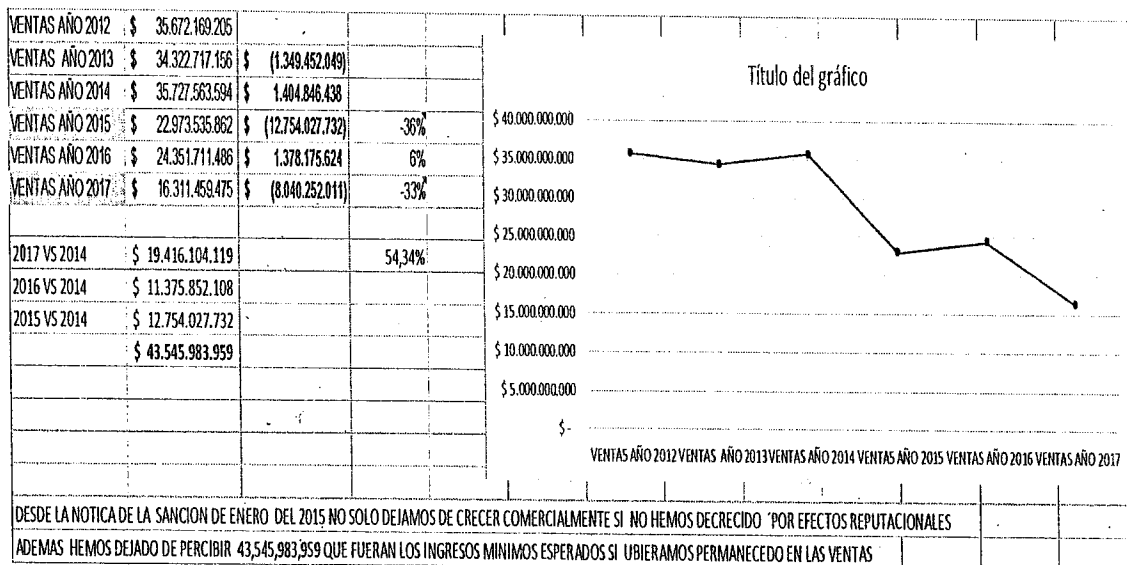 VENTAS AÑO 2012 $ 35.672.169.205
VENTAS AÑO 2013 $ 34.322.717.156 $ (1.349.452.049)
VENTAS AÑO 2014 $ 35.727.563.594 $ 1.404.846.438
VENTAS AÑO 2015 $ 22.973.535.862 $ (12.754.027.732) -36%
VENTAS AÑO 2016 $ 24.351.711.486 $ 1.378.175.624 6%
VENTAS AÑO 2017 $ 16.311.459.475 $ (8.040.252.011) -33%
2017 VS 2014 $ 19.416.104.119 54,34%
2016 VS 2014 $ 11.375.852.108
2015 VS 2014 $ 12.754.027.732
$ 43.545.983.959
Título del gráfico
$ 40.000.000.000
$ 35.000.000.000
$ 30.000.000.000
$ 25.000.000.000
$ 20.000.000.000
$ 15.000.000.000
$ 10.000.000.000
$ 5.000.000.000
$ -
VENTAS AÑO 2012 VENTAS AÑO 2013 VENTAS AÑO 2014 VENTAS AÑO 2015 VENTAS AÑO 2016 VENTAS AÑO 2017
DESDE LA NOTICA DE LA SANCION DE ENERO DEL 2015 NO SOLO DEJAMOS DE CRECER COMERCIALMENTE SI NO HEMOS DECRECIDO ´POR EFECTOS REPUTACIONALES
ADEMAS HEMOS DEJADO DE PERCIBIR 43,545,983,959 QUE FUERAN LOS INGRESOS MINIMOS ESPERADOS SI UBIERAMOS PERMANECEDO EN LAS VENTAS